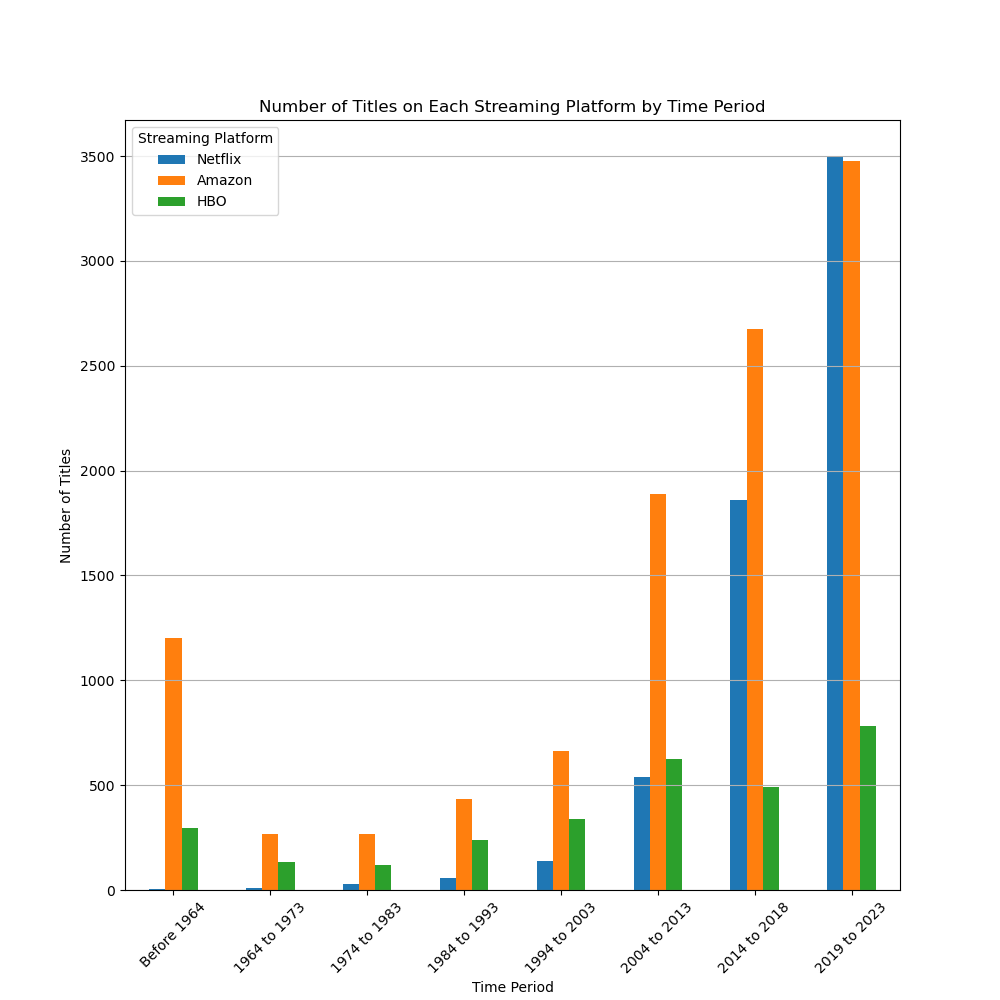 Number of Titles on Each Streaming Platform by Time Period
Streaming Platform
Netflix
Amazon
HBO
Number of Titles
3500
3000
2500
2000
1500
1000
500
0
Before 1964
1964 to 1973
1974 to 1983
1984 to 1993
1994 to 2003
2004 to 2013
2014 to 2018
2019 to 2023
Time Period